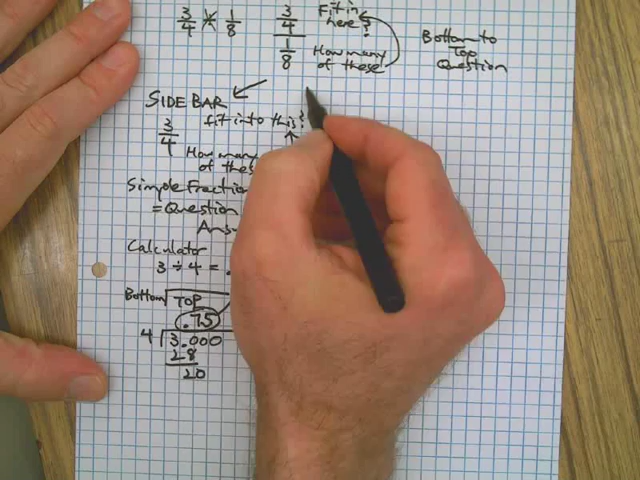 3/4 ÷ 1/8
3/4 Fit in here?
1/8 How many of these
Bottom to
Top
Question
SIDE BAR
fit into this?
3/4 How many
of these
Simple Fraction
= Question
Calculator
3 ÷ 4 = .
Bottom TOP
.75
4 3.000
28
20